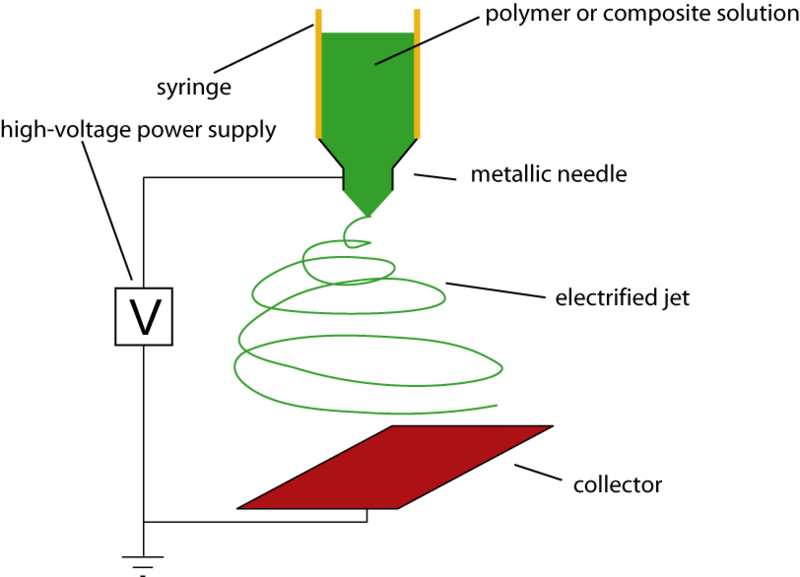 polymer or composite solution
syringe
high-voltage power supply
metallic needle
electrified jet
V
collector